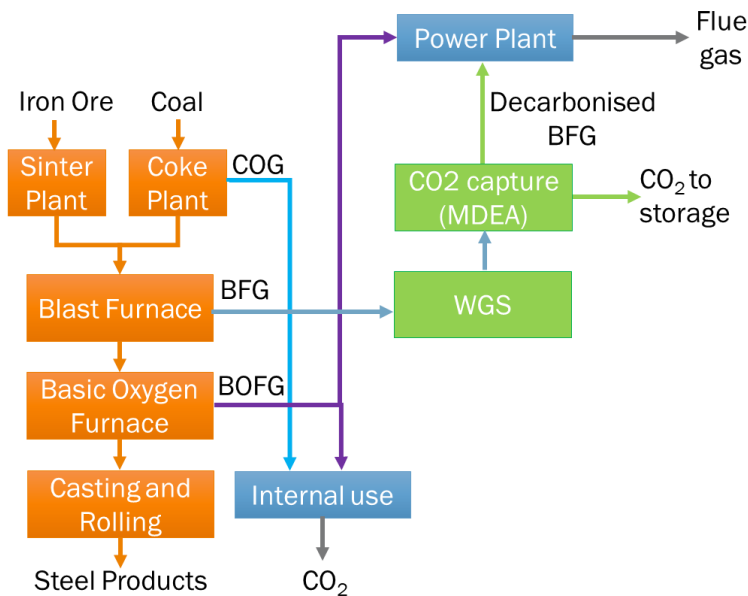 Flue
gas
Power Plant
Iron Ore
Coal
Decarbonised
BFG
Sinter
Plant
Coke
Plant
COG
CO2 capture
(MDEA)
CO₂ to
storage
BFG
Blast Furnace
WGS
BOFG
Basic Oxygen
Furnace
Casting and
Rolling
Internal use
Steel Products
CO₂